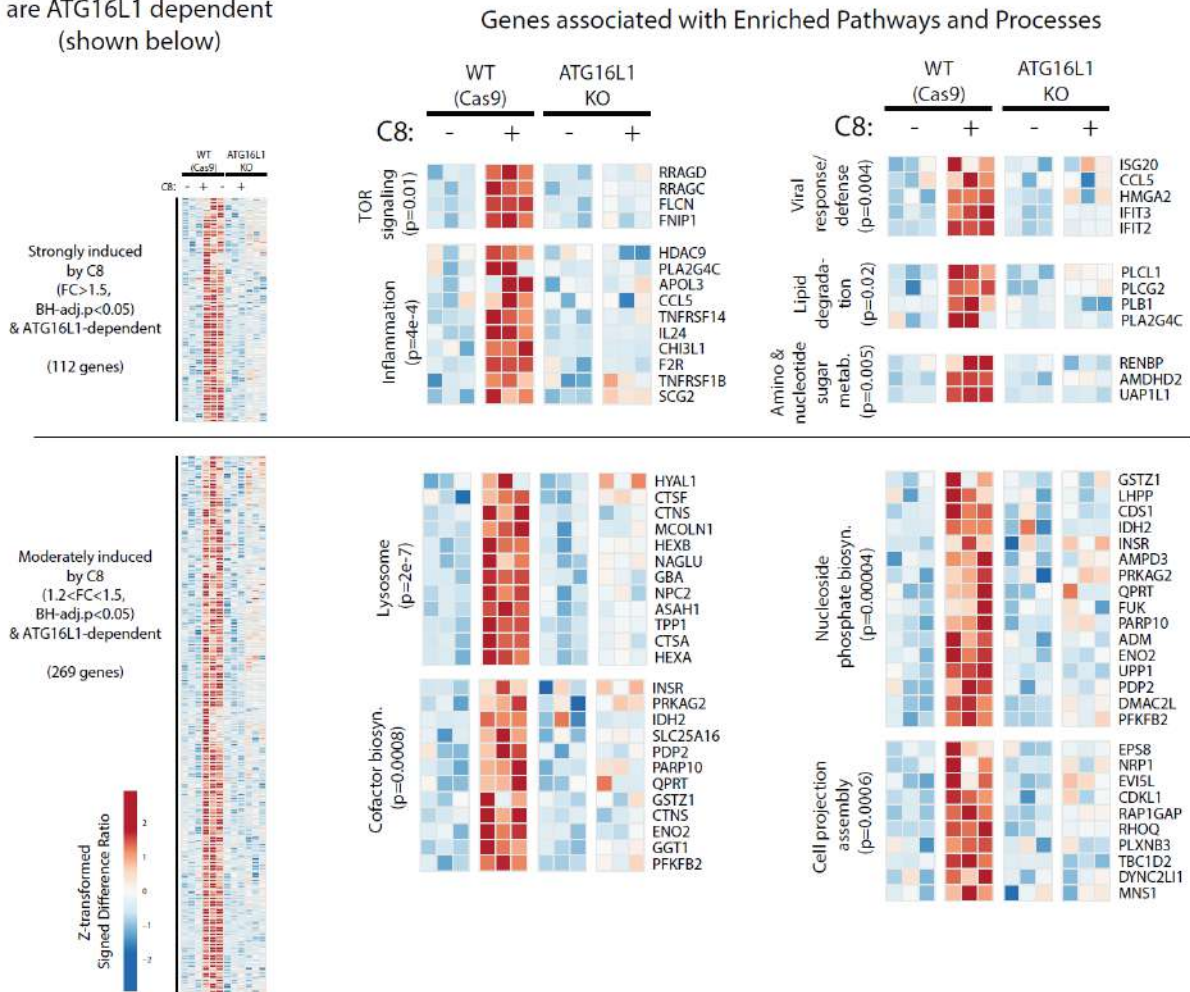 are ATG16L1 dependent
(shown below)
Genes associated with Enriched Pathways and Processes
WT
(Cas9)
ATG16L1
KO
C8:
-
+
-
+
Strongly induced
by C8
(FC>1.5,
BH-adj.p<0.05)
& ATG16L1-dependent
(112 genes)
WT
(Cas9)
ATG16L1
KO
C8:
-
+
-
+
TOR
signaling
(p=0.01)
RRAGD
RRAGC
FLCN
FNIP1
Inflammation
(p=4e-4)
HDAC9
PLA2G4C
APOL3
CCL5
TNFRSF14
IL24
CHI3L1
F2R
TNFRSF1B
SCG2
WT
(Cas9)
ATG16L1
KO
C8:
-
+
-
+
Viral
response/
defense
(p=0.004)
ISG20
CCL5
HMGA2
IFIT3
IFIT2
Lipid
degrada-
tion
(p=0.02)
PLCL1
PLCG2
PLB1
PLA2G4C
Amino &
nucleotide
sugar
metab.
(p=0.005)
RENBP
AMDHD2
UAP1L1
Moderately induced
by C8
(1.2<FC<1.5,
BH-adj.p<0.05)
& ATG16L1-dependent
(269 genes)
Z-transformed
Signed Difference Ratio
2
1
0
-1
-2
Lysosome
(p=2e-7)
HYAL1
CTSF
CTNS
MCOLN1
HEXB
NAGLU
GBA
NPC2
ASAH1
TPP1
CTSA
HEXA
Cofactor biosyn.
(p=0.0008)
INSR
PRKAG2
IDH2
SLC25A16
PDP2
PARP10
QPRT
GSTZ1
CTNS
ENO2
GGT1
PFKFB2
Nucleoside
phosphate biosyn.
(p=0.00004)
GSTZ1
LHPP
CDS1
IDH2
INSR
AMPD3
PRKAG2
QPRT
FUK
PARP10
ADM
ENO2
UPP1
PDP2
DMAC2L
PFKFB2
Cell projection
assembly
(p=0.0006)
EPS8
NRP1
EVI5L
CDKL1
RAP1GAP
RHOQ
PLXNB3
TBC1D2
DYNC2LI1
MNS1